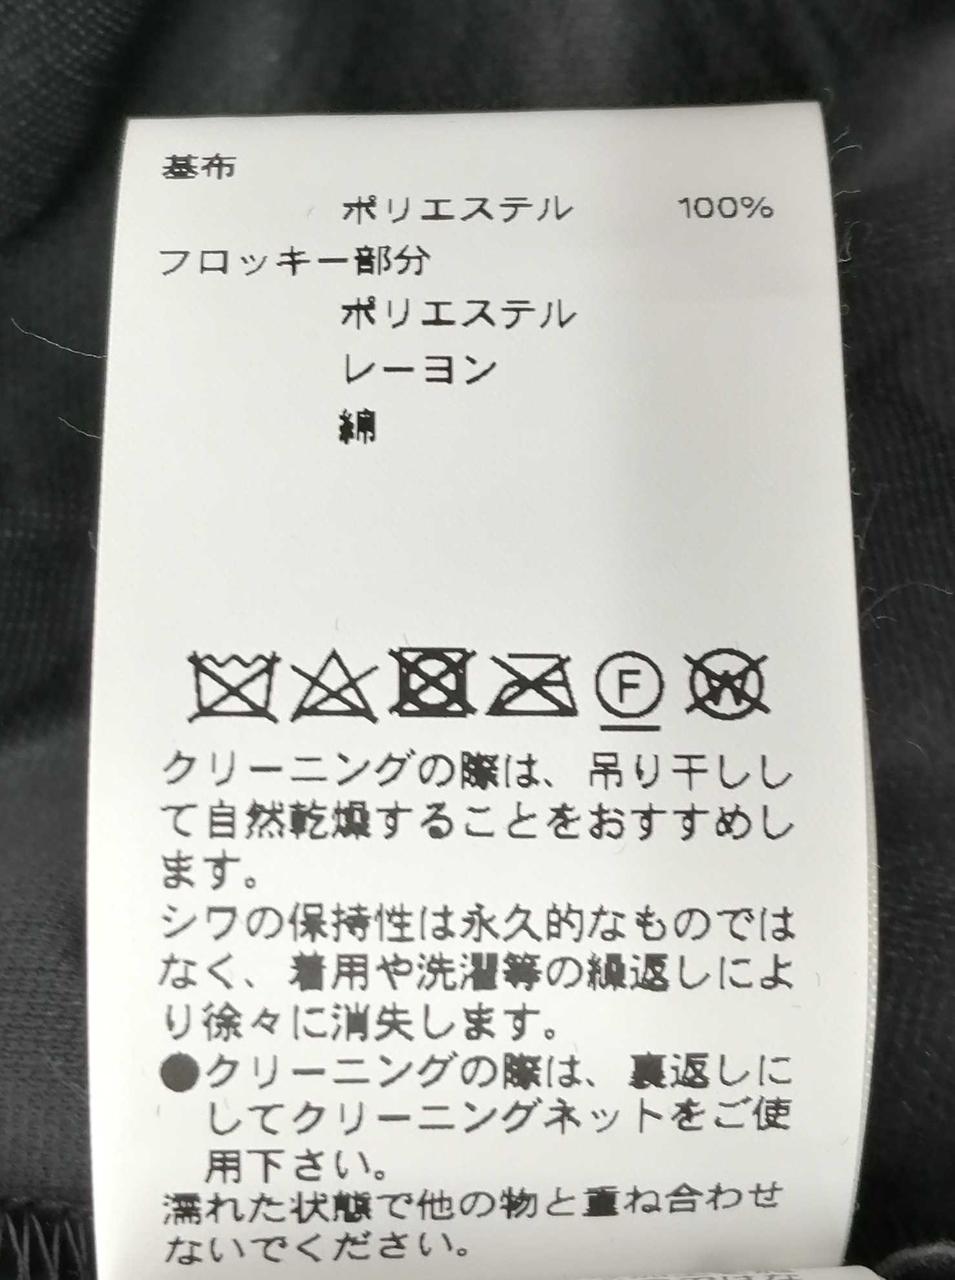 基布
ポリエステル 100%
フロッキー部分
ポリエステル
レーヨン
綿
F
W
クリーニングの際は、吊り干しし
て自然乾燥することをおすすめし
ます。
シワの保持性は永久的なものでは
なく、着用や洗濯等の繰返しによ
り徐々に消失します。
●クリーニングの際は、裏返しに
してクリーニングネットをご使
用下さい。
濡れた状態で他の物と重ね合わせ
ないでください。